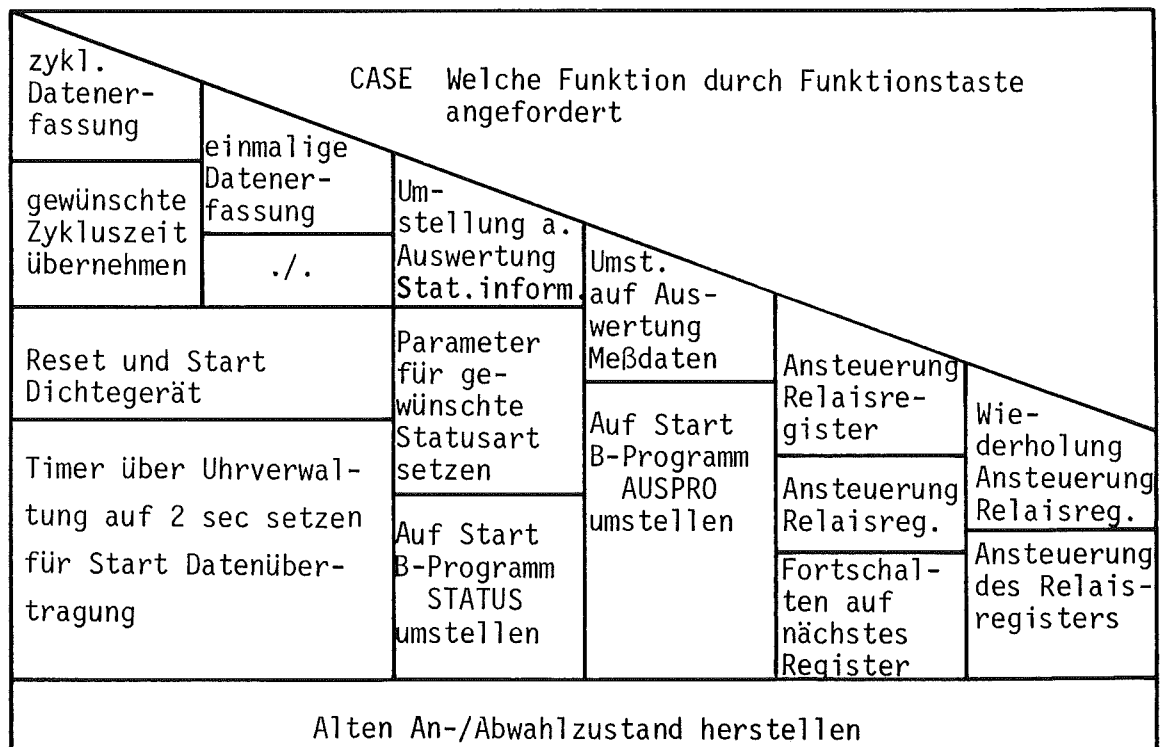 CASE Welche Funktion durch Funktionstaste
angefordert
zykl.
Datener-
fassung
gewünschte
Zykluszeit
übernehmen
einmalige
Datener-
fassung
./.
Reset und Start
Dichtegerät
Timer über Uhrverwal-
tung auf 2 sec setzen
für Start Datenüber-
tragung
Um-
stellung a.
Auswertung
Stat.inform.
Parameter
für ge-
wünschte
Statusart
setzen
Auf Start
B-Programm
STATUS
umstellen
Umst.
auf Aus-
wertung
Meßdaten
Auf Start
B-Programm
AUSPRO
umstellen
Ansteuerung
Relaisre-
gister
Ansteuerung
Relaisreg.
Fortschal-
ten auf
nächstes
Register
Wie-
derholung
Ansteuerung
Relaisreg.
Ansteuerung
des Relais-
registers
Alten An-/Abwahlzustand herstellen